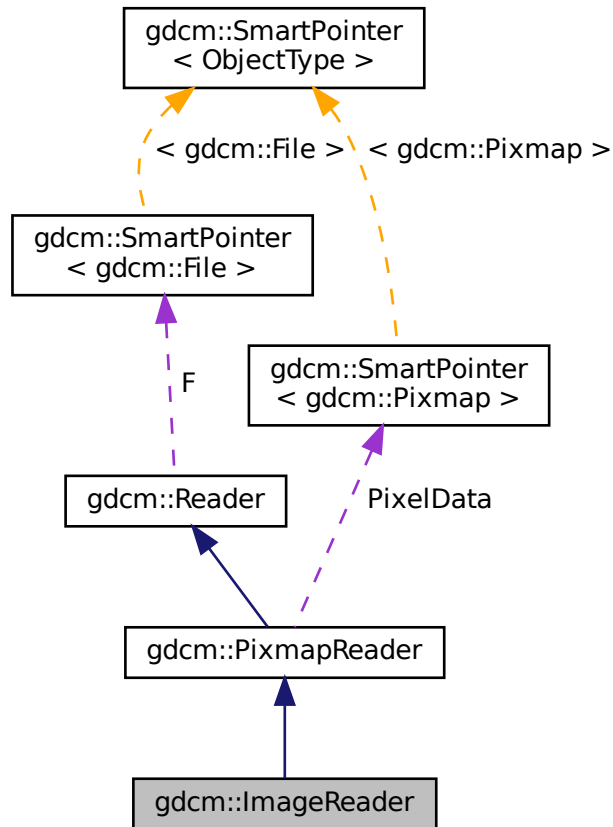 gdcm::SmartPointer
< ObjectType >
< gdcm::File >
< gdcm::Pixmap >
gdcm::SmartPointer
< gdcm::File >
gdcm::SmartPointer
< gdcm::Pixmap >
F
gdcm::Reader
PixelData
gdcm::PixmapReader
gdcm::ImageReader